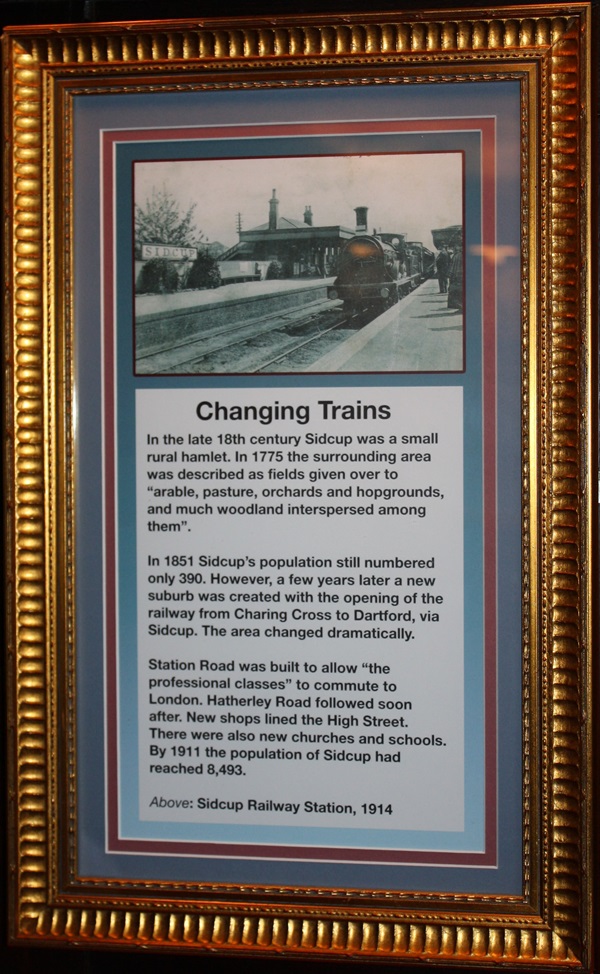 SIDCUP
Changing Trains
In the late 18th century Sidcup was a small
rural hamlet. In 1775 the surrounding area
was described as fields given over to
“arable, pasture, orchards and hopgrounds,
and much woodland interspersed among
them”.
In 1851 Sidcup’s population still numbered
only 390. However, a few years later a new
suburb was created with the opening of the
railway from Charing Cross to Dartford, via
Sidcup. The area changed dramatically.
Station Road was built to allow “the
professional classes” to commute to
London. Hatherley Road followed soon
after. New shops lined the High Street.
There were also new churches and schools.
By 1911 the population of Sidcup had
reached 8,493.
Above: Sidcup Railway Station, 1914